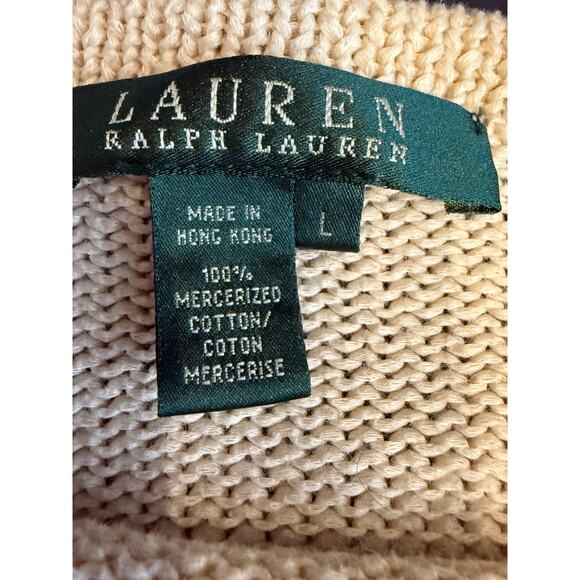 LAUREN
RALPH LAUREN
MADE IN
HONG KONG
L
100%
MERCERIZED
COTTON/
COTON
MERCERISE